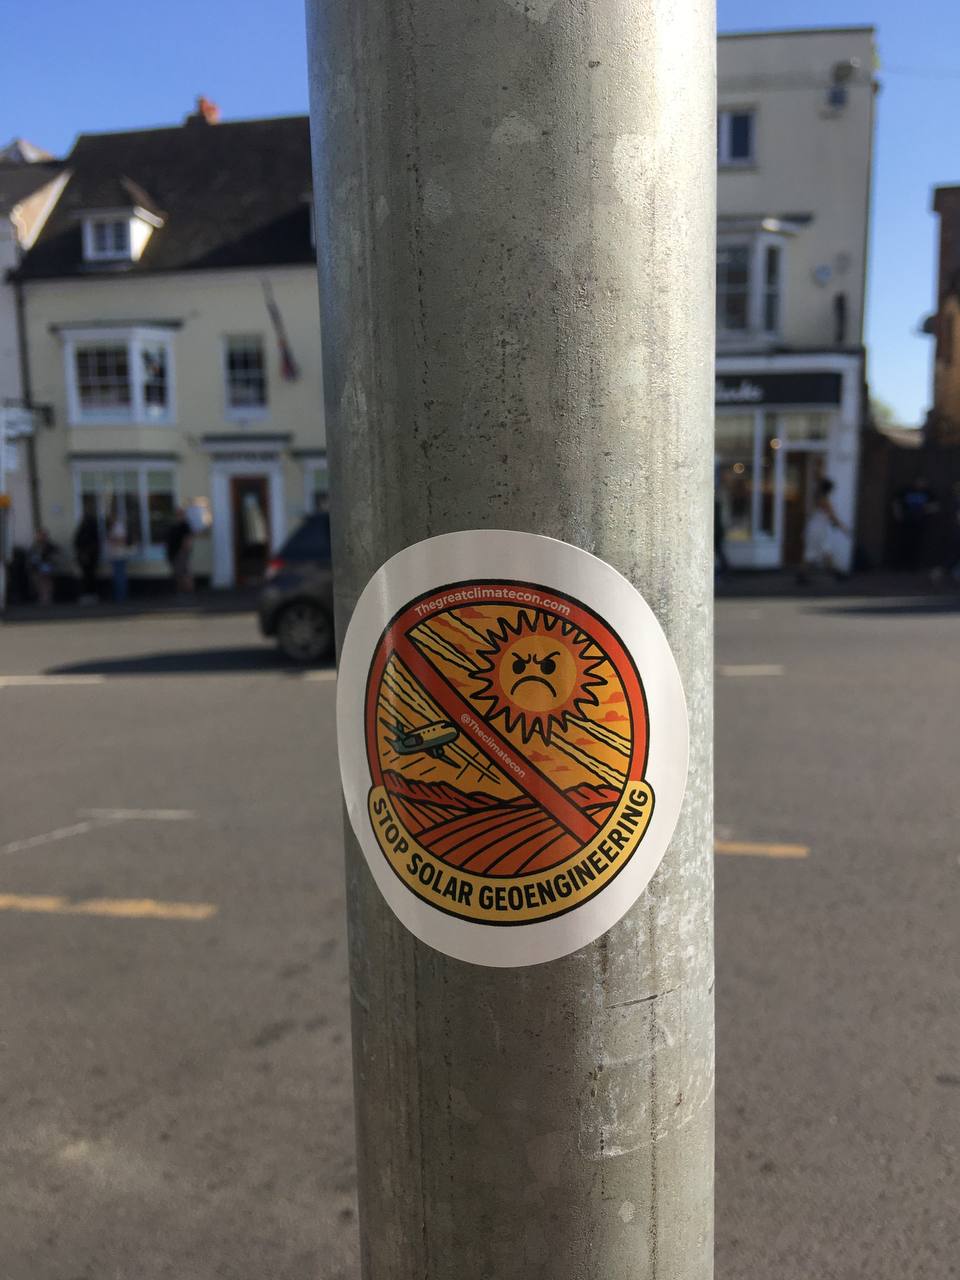 Thegreatclimatecon.com
@Theclimatecon
STOP SOLAR GEOENGINEERING